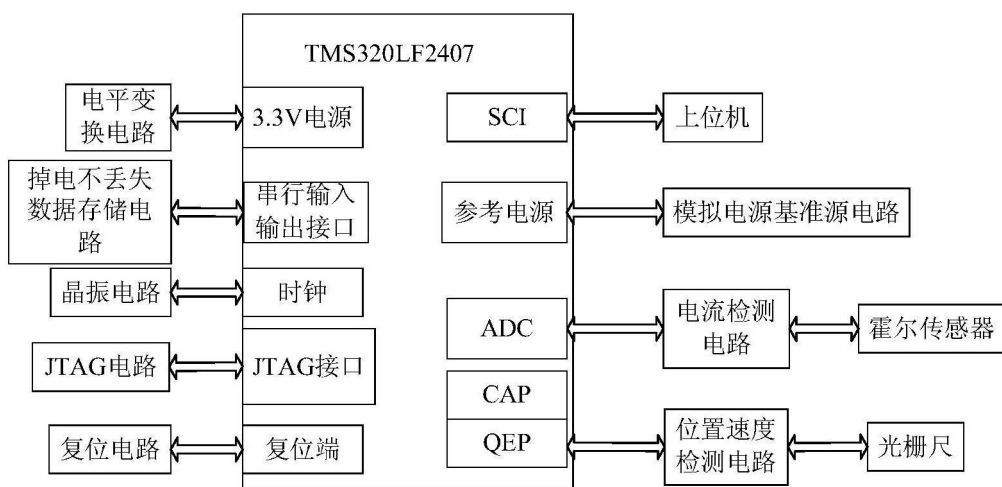 TMS320LF2407
电平变
换电路
3.3V电源
SCI
上位机
掉电不丢失
数据存储电
路
串行输入
输出接口
参考电源
模拟电源基准源电路
晶振电路
时钟
ADC
电流检测
电路
霍尔传感器
JTAG电路
JTAG接口
CAP
复位电路
复位端
QEP
位置速度
检测电路
光栅尺